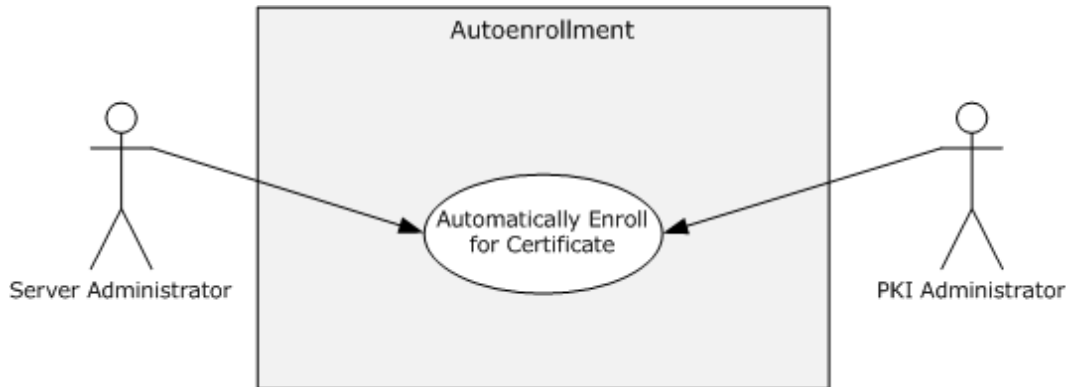 Autoenrollment
Automatically Enroll
for Certificate
Server Administrator
PKI Administrator